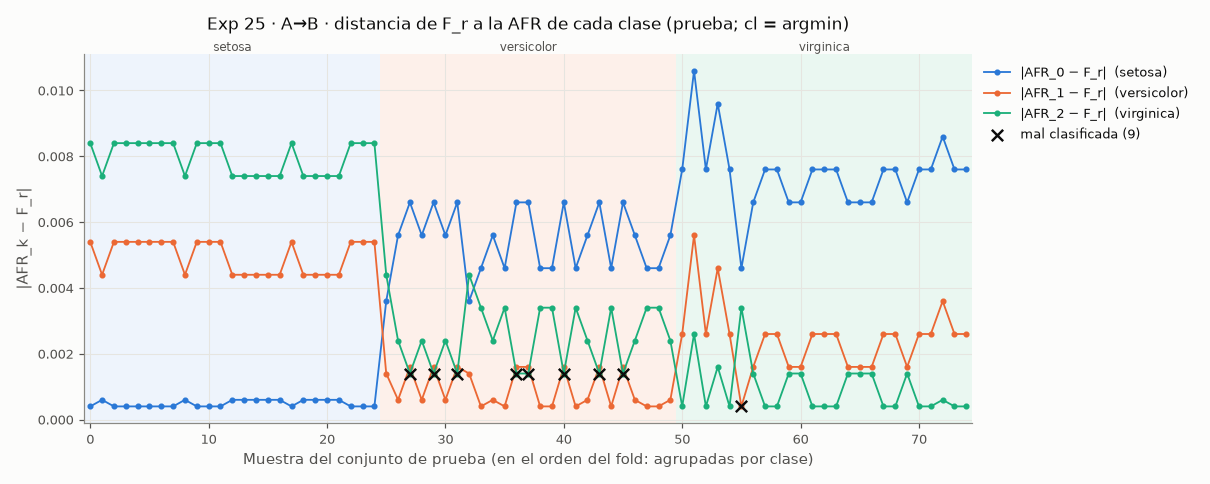 Exp 25 · A→B · distancia de F_r a la AFR de cada clase (prueba; cl = argmin)
setosa
versicolor
virginica
|AFR_k − F_r|
0.010
0.008
0.006
0.004
0.002
0.000
0
10
20
30
40
50
60
70
Muestra del conjunto de prueba (en el orden del fold: agrupadas por clase)
|AFR_0 − F_r| (setosa)
|AFR_1 − F_r| (versicolor)
|AFR_2 − F_r| (virginica)
mal clasificada (9)